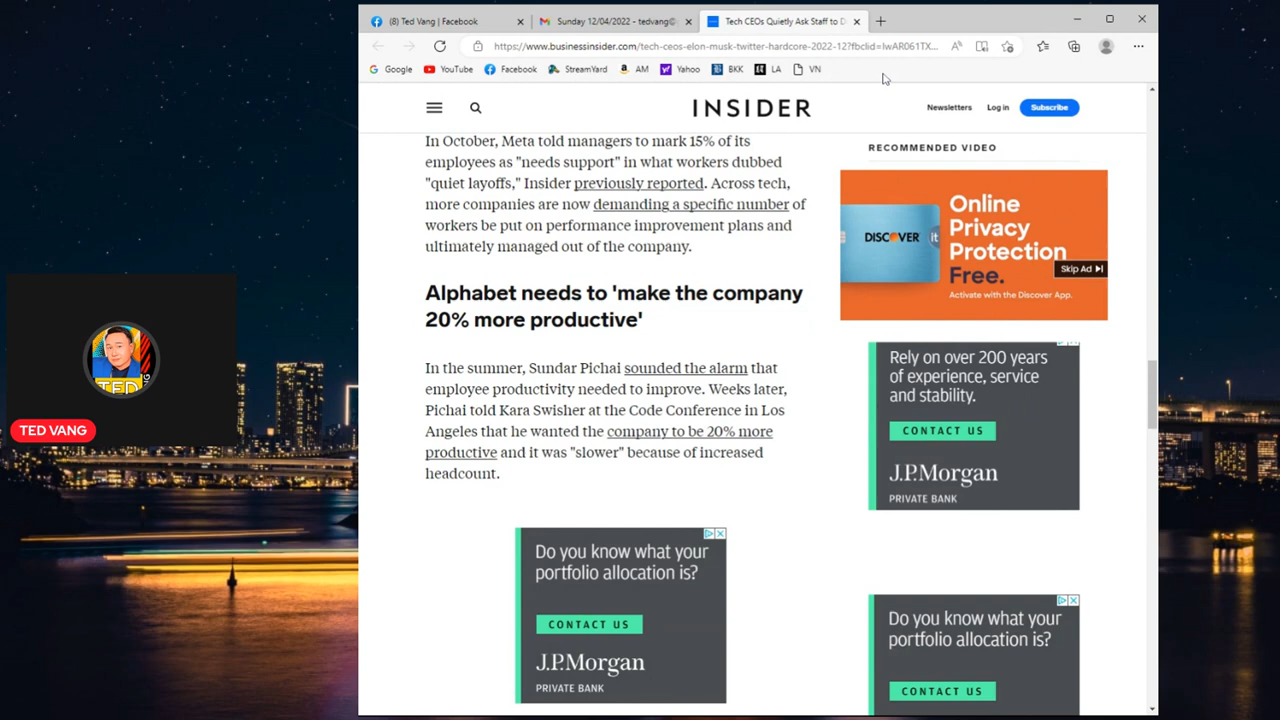 (8) Ted Vang | Facebook
Sunday 12/04/2022 - tedvang@
Tech CEOs Quietly Ask Staff to D
https://www.businessinsider.com/tech-ceos-elon-musk-twitter-hardcore-2022-12?fbclid=IwAR061TX...
Google
YouTube
Facebook
StreamYard
AM
Yahoo
BKK
LA
VN
INSIDER
Newsletters
Log in
Subscribe
In October, Meta told managers to mark 15% of its
employees as "needs support" in what workers dubbed
"quiet layoffs," Insider previously reported. Across tech,
more companies are now demanding a specific number of
workers be put on performance improvement plans and
ultimately managed out of the company.
Alphabet needs to 'make the company
20% more productive'
In the summer, Sundar Pichai sounded the alarm that
employee productivity needed to improve. Weeks later,
Pichai told Kara Swisher at the Code Conference in Los
Angeles that he wanted the company to be 20% more
productive and it was "slower" because of increased
headcount.
Do you know what your
portfolio allocation is?
CONTACT US
J.P.Morgan
PRIVATE BANK
RECOMMENDED VIDEO
DISCOVER it
Online
Privacy
Protection
Free.
Skip Ad
Activate with the Discover App.
Rely on over 200 years
of experience, service
and stability.
CONTACT US
J.P.Morgan
PRIVATE BANK
Do you know what your
portfolio allocation is?
CONTACT US
TED
TED VANG